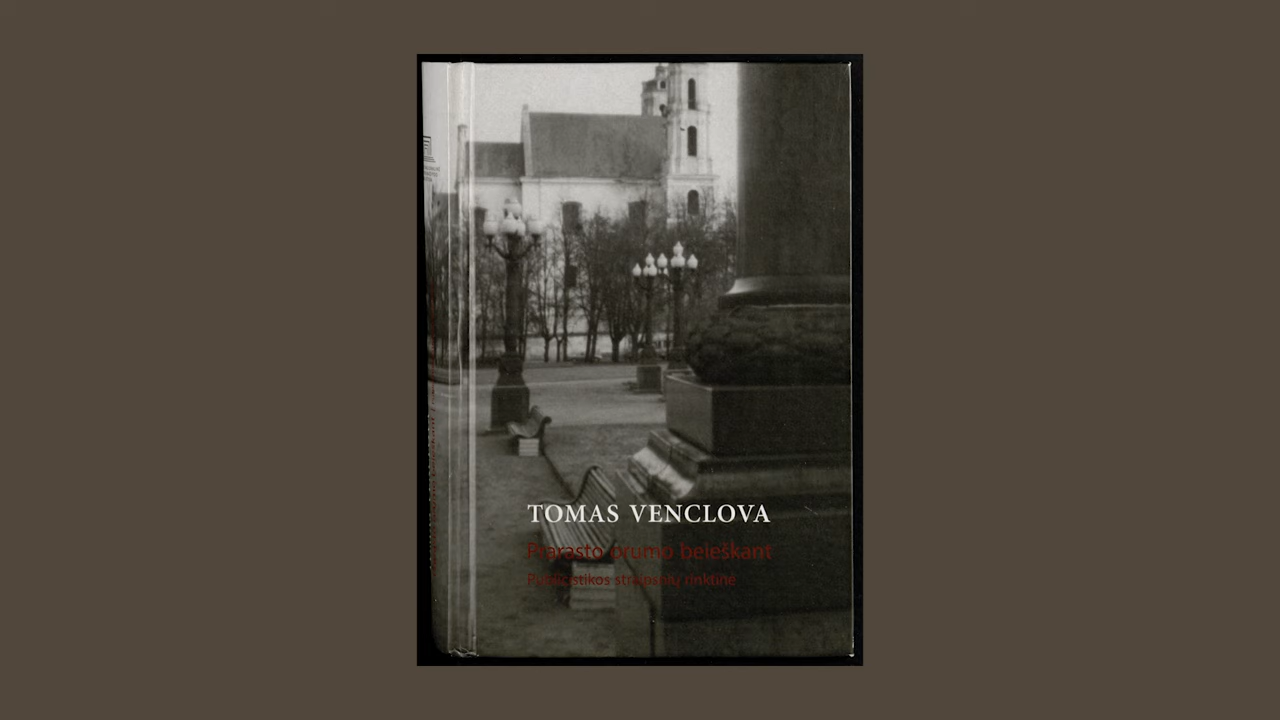 TOMAS VENCLOVA
Prarasto orumo beieškant
Publicistikos straipsnių rinktinė